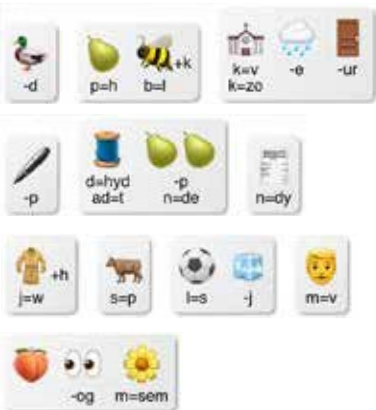 +k
-d p=h b=l k=v -e -ur
k=zo
d=hyd -p
-p ad=t n=de n=dy
+h
j=w s=p l=s -j m=v
-og m=sem